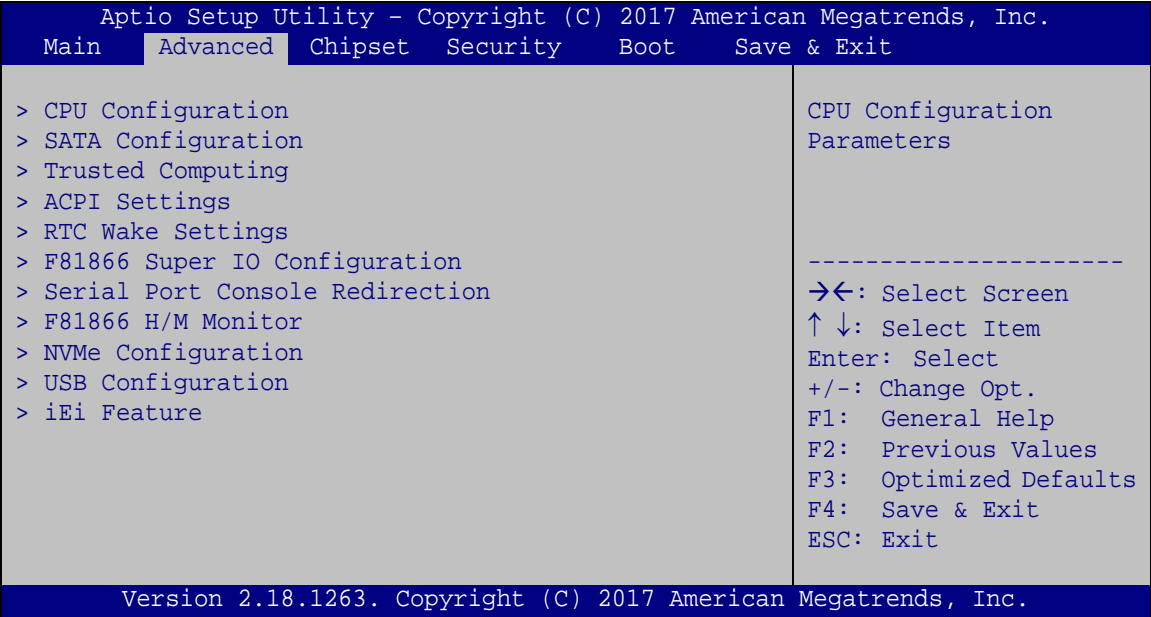 Aptio Setup Utility – Copyright (C) 2017 American Megatrends, Inc.
Main Advanced Chipset Security Boot Save & Exit
> CPU Configuration
> SATA Configuration
> Trusted Computing
> ACPI Settings
> RTC Wake Settings
> F81866 Super IO Configuration
> Serial Port Console Redirection
> F81866 H/M Monitor
> NVMe Configuration
> USB Configuration
> iEi Feature
CPU Configuration
Parameters
----------------------
→←: Select Screen
↑ ↓: Select Item
Enter: Select
+/-: Change Opt.
F1: General Help
F2: Previous Values
F3: Optimized Defaults
F4: Save & Exit
ESC: Exit
Version 2.18.1263. Copyright (C) 2017 American Megatrends, Inc.